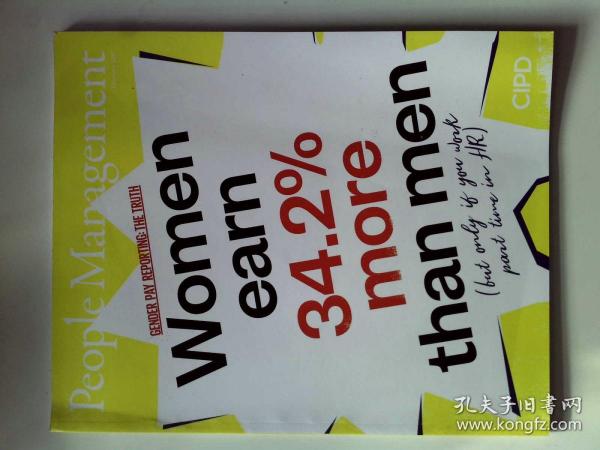 People Management
GENDER PAY REPORTING: THE TRUTH
Women
earn
34.2%
more
than men
(but only if you work
part time in HR)
CIPD
孔夫子旧书网
www.kongfz.com